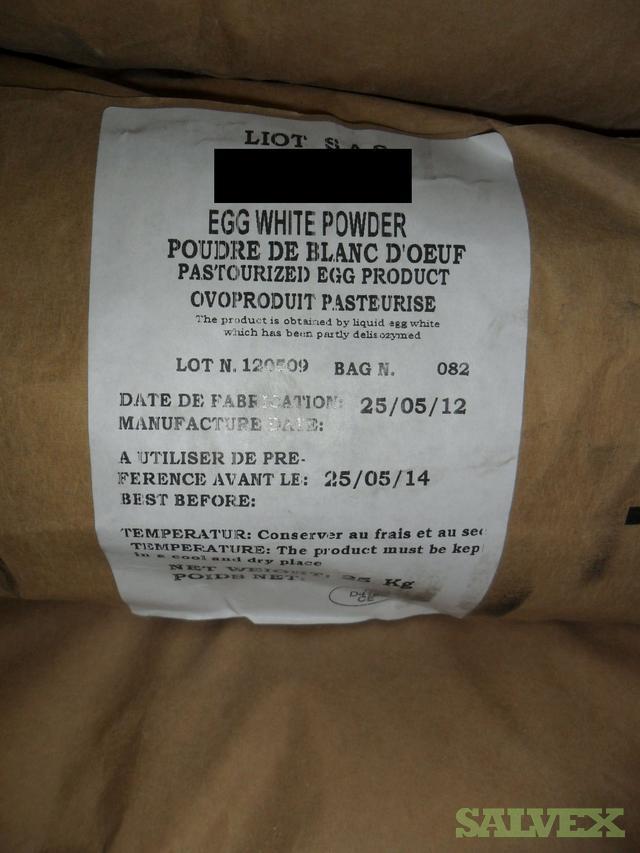 LIOT S.A.S
EGG WHITE POWDER
POUDRE DE BLANC D'OEUF
PASTOURIZED EGG PRODUCT
OVOPRODUIT PASTEURISE
The product is obtained by liquid egg white
which has been partly delisozymed
LOT N. 120509 BAG N. 082
DATE DE FABRICATION: 25/05/12
MANUFACTURE DATE:
A UTILISER DE PRE-
FERENCE AVANT LE: 25/05/14
BEST BEFORE:
TEMPERATUR: Conserver au frais et au sec
TEMPERATURE: The product must be kep
in a cool and dry place
NET WEIGHT: 25 Kg
POIDS NET:
CE
SALVEX